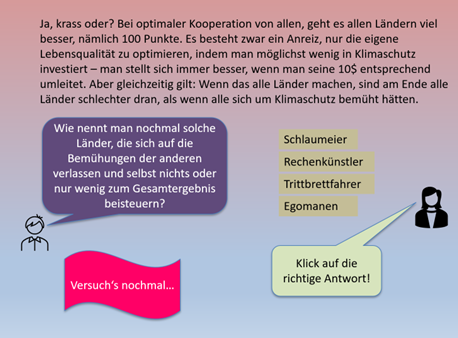 Ja, krass oder? Bei optimaler Kooperation von allen, geht es allen Ländern viel
besser, nämlich 100 Punkte. Es besteht zwar ein Anreiz, nur die eigene
Lebensqualität zu optimieren, indem man möglichst wenig in Klimaschutz
investiert – man stellt sich immer besser, wenn man seine 10$ entsprechend
umleitet. Aber gleichzeitig gilt: Wenn das alle Länder machen, sind am Ende alle
Länder schlechter dran, als wenn alle sich um Klimaschutz bemüht hätten.
Wie nennt man nochmal solche
Länder, die sich auf die
Bemühungen der anderen
verlassen und selbst nichts oder
nur wenig zum Gesamtergebnis
beisteuern?
Schlaumeier
Rechenkünstler
Trittbrettfahrer
Egomanen
Klick auf die
richtige Antwort!
Versuch's nochmal...